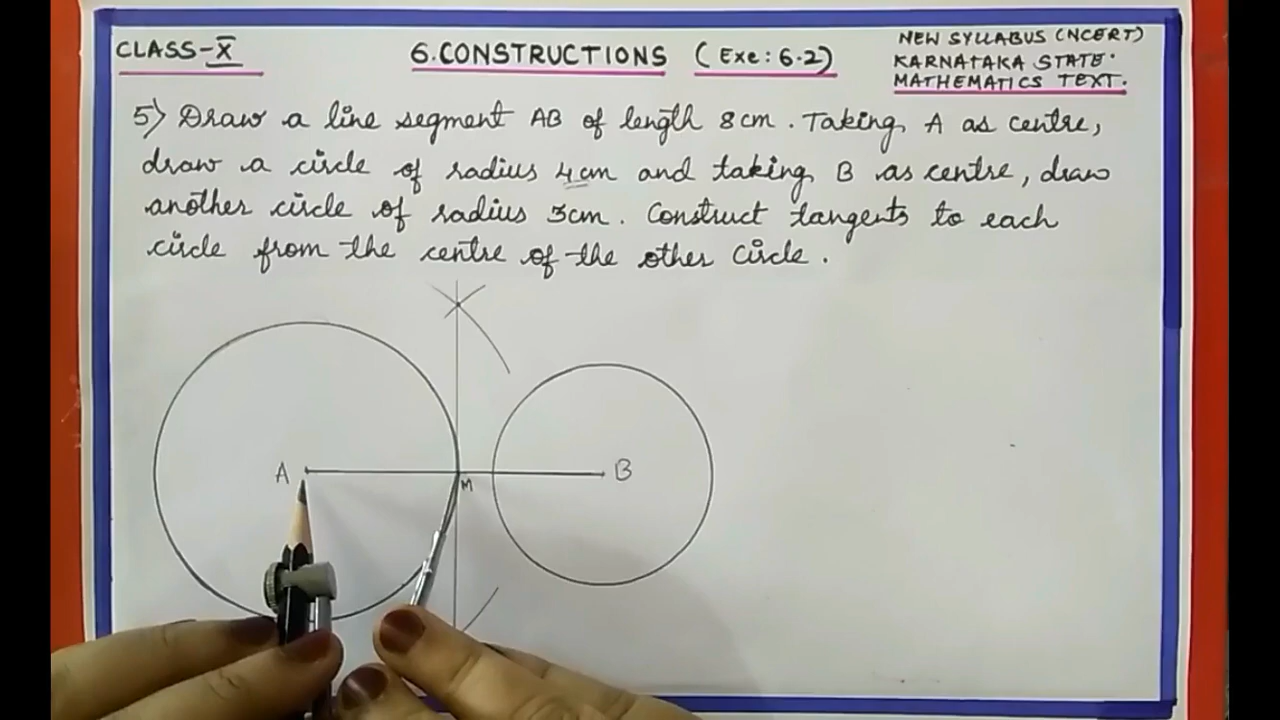 CLASS-X
6.CONSTRUCTIONS (Exe: 6.2)
NEW SYLLABUS (NCERT)
KARNATAKA STATE
MATHEMATICS TEXT.
5) Draw a line segment AB of length 8cm. Taking A as centre,
draw a circle of radius 4cm and taking B as centre, draw
another circle of radius 3cm. Construct tangents to each
circle from the centre of the other circle.
A
M
B